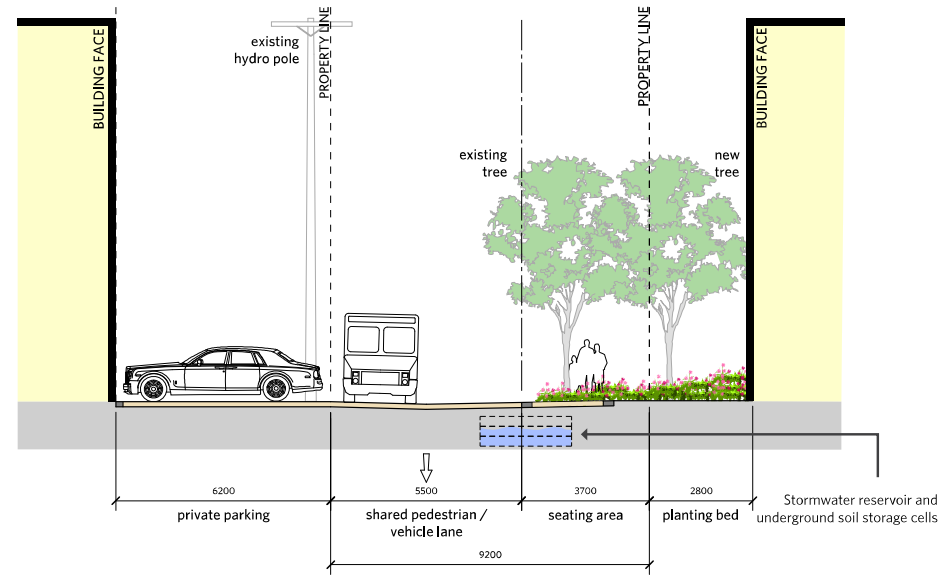 BUILDING FACE
existing
hydro pole
PROPERTY LINE
PROPERTY LINE
BUILDING FACE
existing
tree
new
tree
6200
5500
3700
2800
private parking
shared pedestrian /
vehicle lane
seating area
planting bed
Stormwater reservoir and
underground soil storage cells
9200